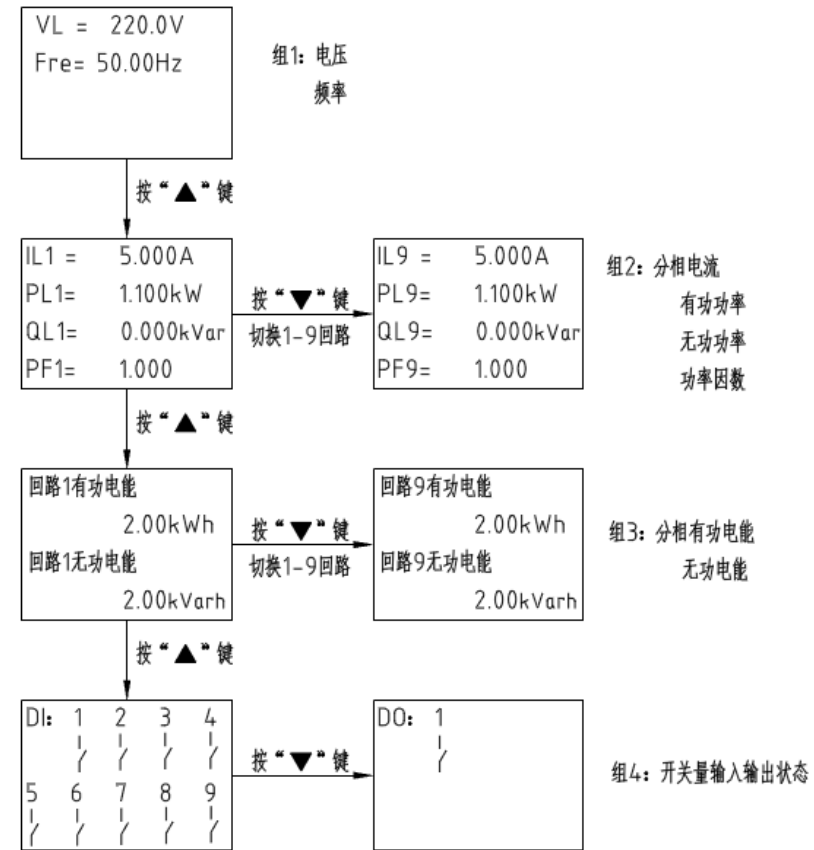 VL = 220.0V
Fre= 50.00Hz
组1: 电压
频率
按“▲”键
IL1 = 5.000A
PL1= 1.100kW
QL1= 0.000kVar
PF1= 1.000
按“▼”键
切换1-9回路
IL9 = 5.000A
PL9= 1.100kW
QL9= 0.000kVar
PF9= 1.000
组2: 分相电流
有功功率
无功功率
功率因数
按“▲”键
回路1有功电能
2.00kWh
回路1无功电能
2.00kVarh
按“▼”键
切换1-9回路
回路9有功电能
2.00kWh
回路9无功电能
2.00kVarh
组3: 分相有功电能
无功电能
按“▲”键
DI: 1 2 3 4
5 6 7 8 9
按“▼”键
DO: 1
组4: 开关量输入输出状态